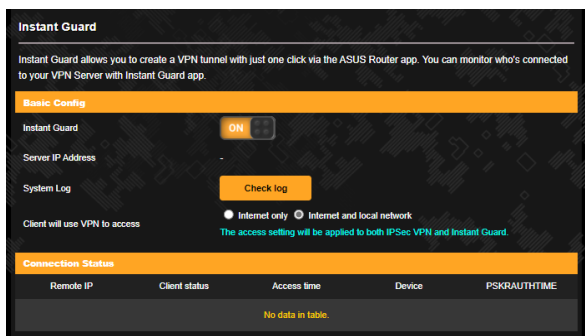 Instant Guard
Instant Guard allows you to create a VPN tunnel with just one click via the ASUS Router app. You can monitor who's connected
to your VPN Server with Instant Guard app.
Basic Config
Instant Guard ON
Server IP Address -
System Log Check log
Client will use VPN to access Internet only Internet and local network
The access setting will be applied to both IPSec VPN and Instant Guard.
Connection Status
Remote IP Client status Access time Device PSKRAUTHTIME
No data in table.